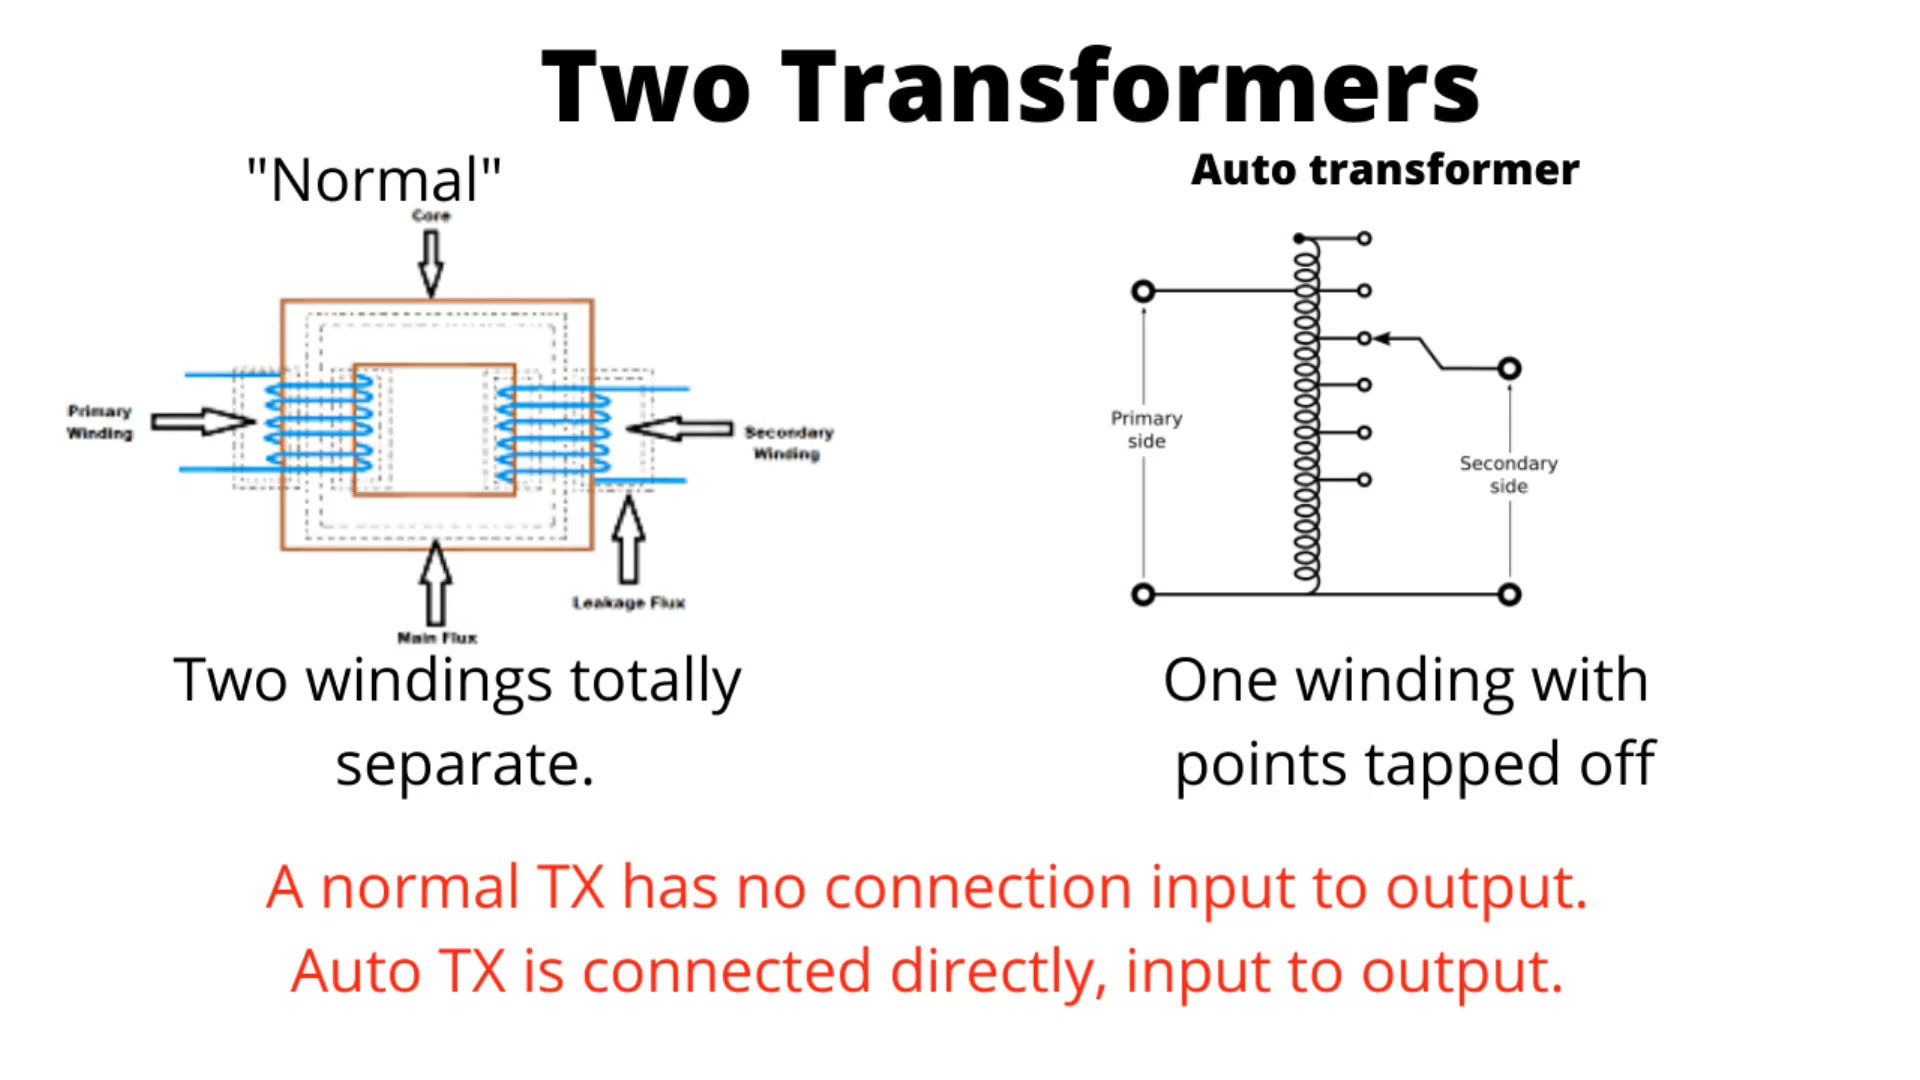 Two Transformers
"Normal"
Core
Primary
Winding
Secondary
Winding
Leakage Flux
Main Flux
Two windings totally
separate.
Auto transformer
Primary
side
Secondary
side
One winding with
points tapped off
A normal TX has no connection input to output.
Auto TX is connected directly, input to output.